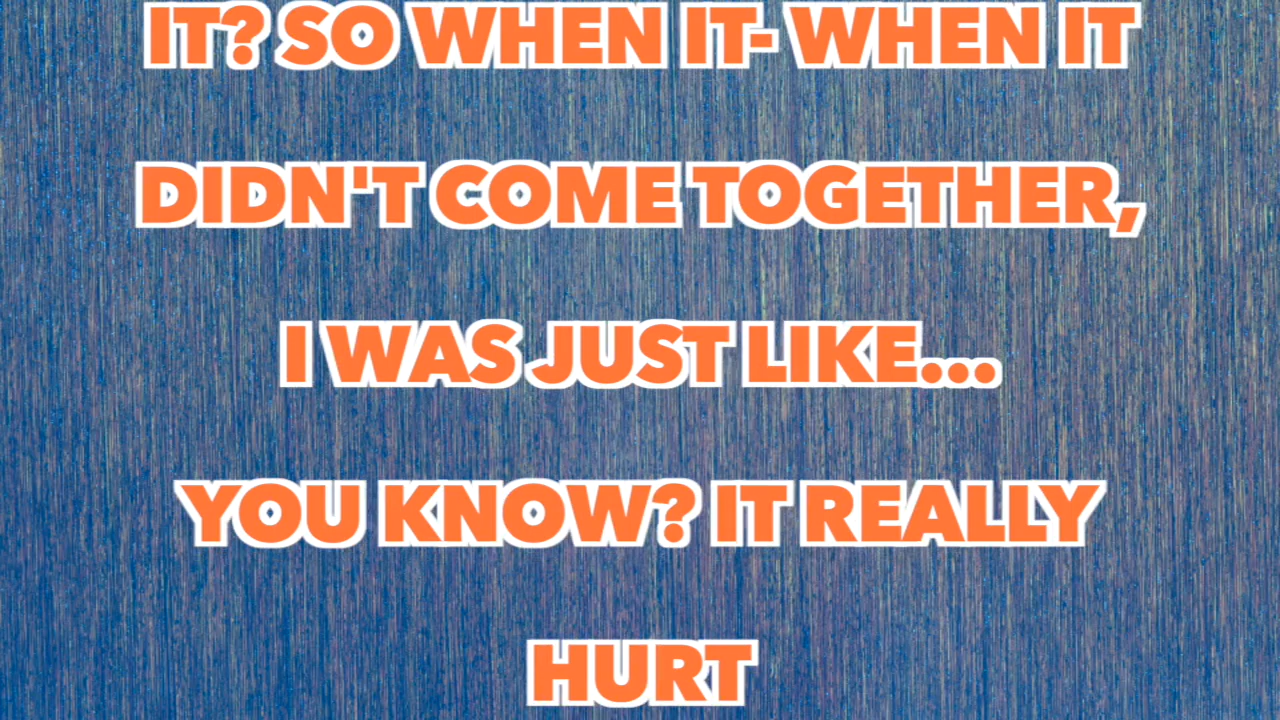 IT? SO WHEN IT- WHEN IT
DIDN'T COME TOGETHER,
I WAS JUST LIKE...
YOU KNOW? IT REALLY
HURT